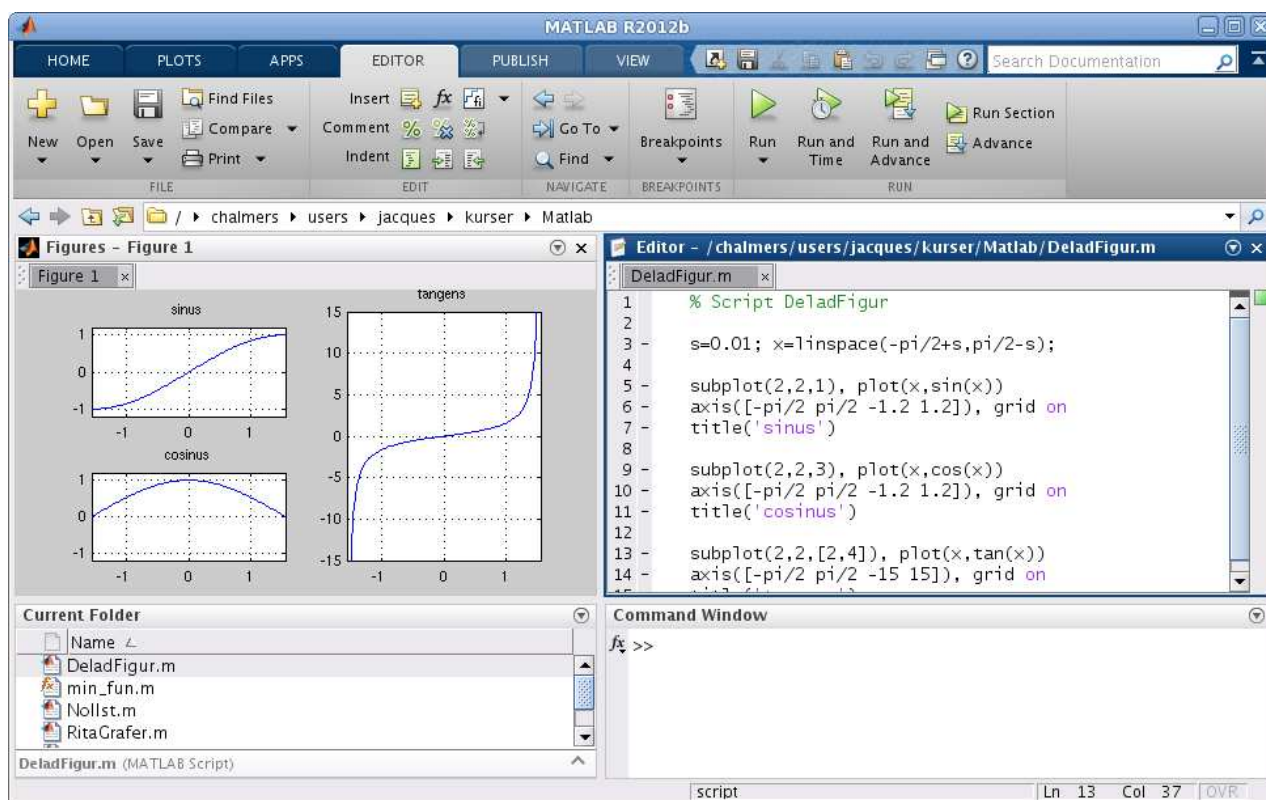 MATLAB R2012b
HOME PLOTS APPS EDITOR PUBLISH VIEW Search Documentation
New Open Save Find Files Compare Print
FILE
Insert fx fi
Comment % %
Indent
EDIT
Go To
Find
NAVIGATE
Breakpoints
BREAKPOINTS
Run Run and Time Run and Advance Run Section Advance
RUN
/ chalmers users jacques kurser Matlab
Figures - Figure 1
Figure 1
sinus
1
0
-1
-1 0 1
cosinus
1
0
-1
-1 0 1
tangens
15
10
5
0
-5
-10
-15
-1 0 1
Editor - /chalmers/users/jacques/kurser/Matlab/DeladFigur.m
DeladFigur.m
1 % Script DeladFigur
2
3 - s=0.01; x=linspace(-pi/2+s,pi/2-s);
4
5 - subplot(2,2,1), plot(x,sin(x))
6 - axis([-pi/2 pi/2 -1.2 1.2]), grid on
7 - title('sinus')
8
9 - subplot(2,2,3), plot(x,cos(x))
10 - axis([-pi/2 pi/2 -1.2 1.2]), grid on
11 - title('cosinus')
12
13 - subplot(2,2,[2,4]), plot(x,tan(x))
14 - axis([-pi/2 pi/2 -15 15]), grid on
Current Folder
Name
DeladFigur.m
min_fun.m
Nollst.m
RitaGrafer.m
DeladFigur.m (MATLAB Script)
Command Window
fx >>
script Ln 13 Col 37 OVR